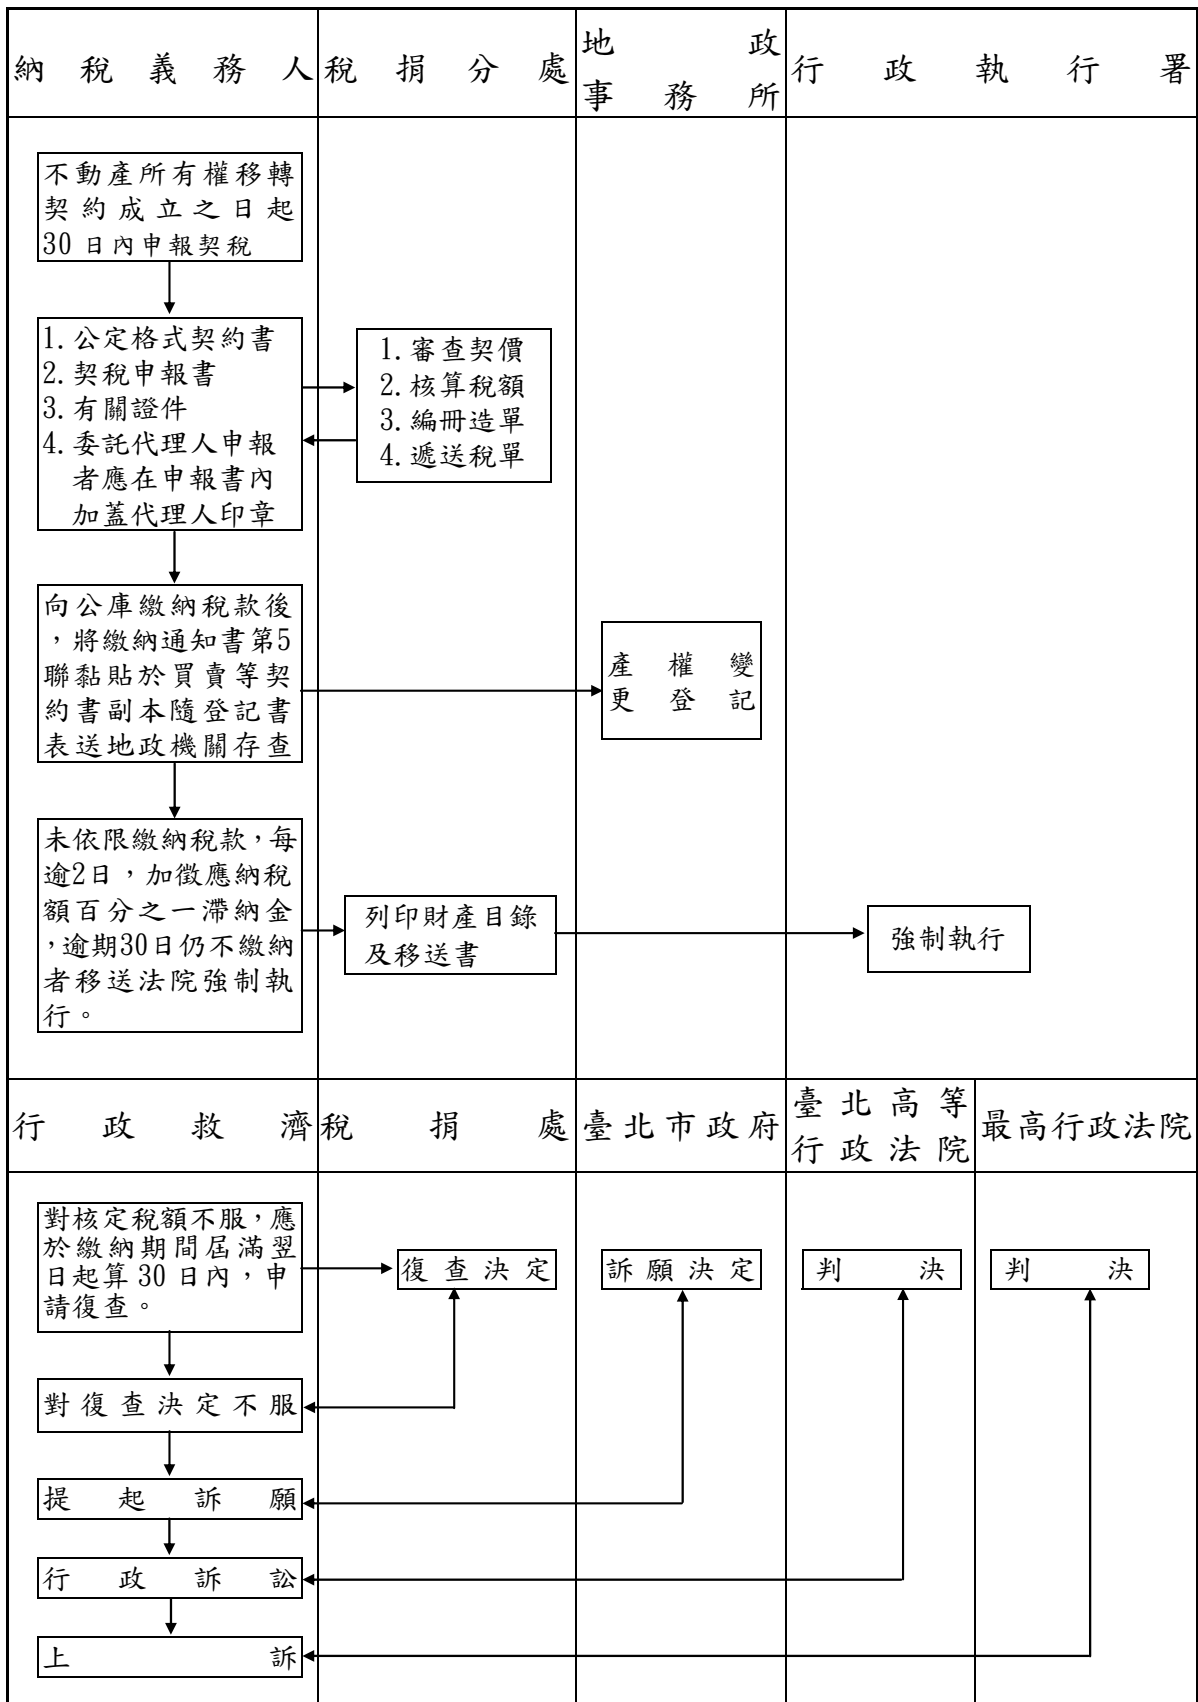 納稅義務人
稅捐分處
地政
事務所
行政執行署
不動產所有權移轉
契約成立之日起
30日內申報契稅
1.公定格式契約書
2.契稅申報書
3.有關證件
4.委託代理人申報
者應在申報書內
加蓋代理人印章
1.審查契價
2.核算稅額
3.編冊造單
4.遞送稅單
向公庫繳納稅款後
，將繳納通知書第5
聯黏貼於買賣等契
約書副本隨登記書
表送地政機關存查
產權變
更登記
未依限繳納稅款，每
逾2日，加徵應納稅
額百分之一滯納金
，逾期30日仍不繳納
者移送法院強制執
行。
列印財產目錄
及移送書
強制執行
行政救濟
稅捐處
臺北市政府
臺北高等
行政法院
最高行政法院
對核定稅額不服，應
於繳納期間屆滿翌
日起算30日內，申
請復查。
復查決定
訴願決定
判決
判決
對復查決定不服
提起訴願
行政訴訟
上訴